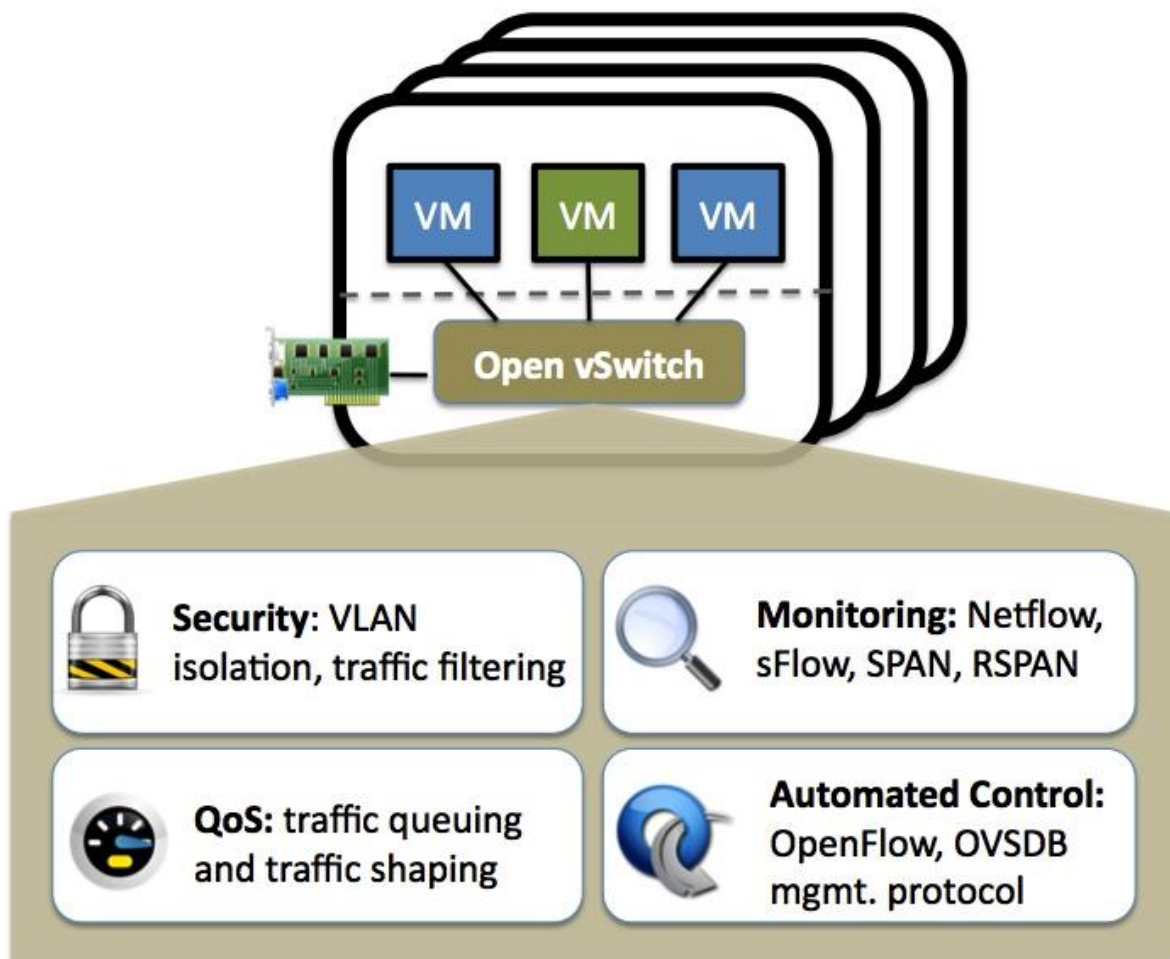 VM
VM
VM
Open vSwitch
Security: VLAN
isolation, traffic filtering
Monitoring: Netflow,
sFlow, SPAN, RSPAN
QoS: traffic queuing
and traffic shaping
Automated Control:
OpenFlow, OVSDB
mgmt. protocol